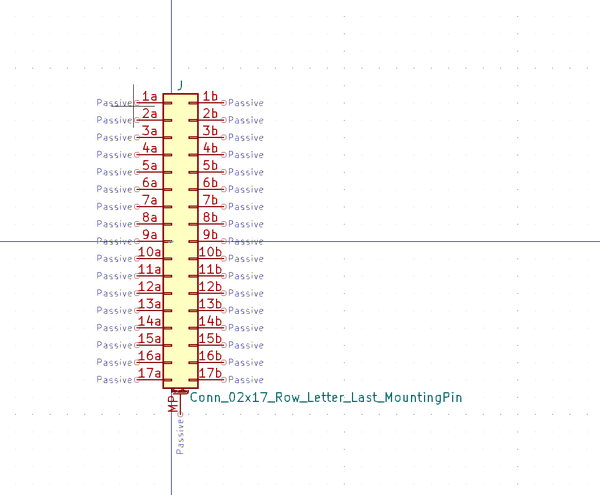 J
Passive 1a 1b Passive
Passive 2a 2b Passive
Passive 3a 3b Passive
Passive 4a 4b Passive
Passive 5a 5b Passive
Passive 6a 6b Passive
Passive 7a 7b Passive
Passive 8a 8b Passive
Passive 9a 9b Passive
Passive 10a 10b Passive
Passive 11a 11b Passive
Passive 12a 12b Passive
Passive 13a 13b Passive
Passive 14a 14b Passive
Passive 15a 15b Passive
Passive 16a 16b Passive
Passive 17a 17b Passive
MP Conn_02x17_Row_Letter_Last_MountingPin
Passive